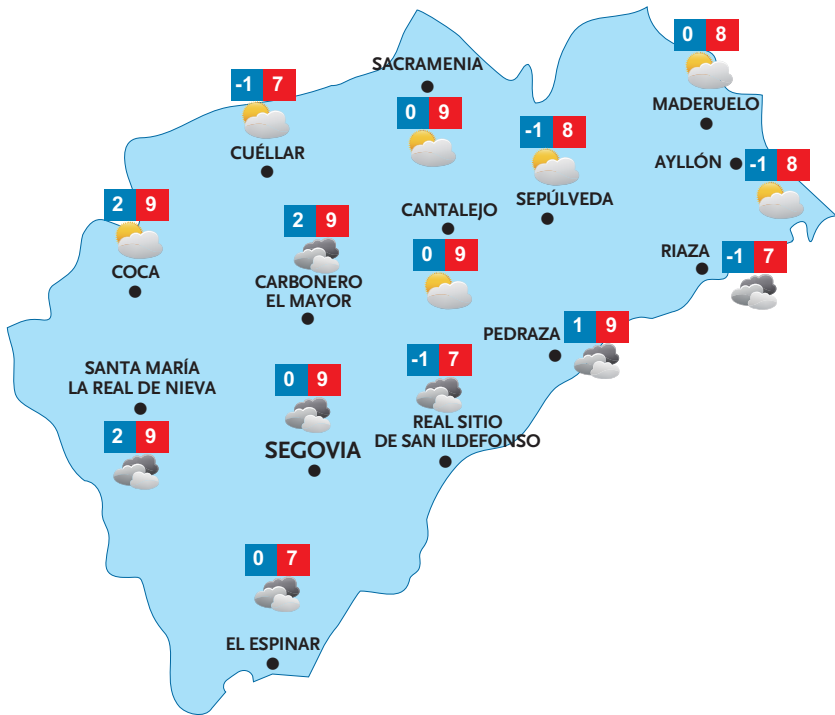 0 8
SACRAMENIA
-1 7
MADERUELO
0 9
-1 8
CUÉLLAR
AYLLÓN
-1 8
2 9
CANTALEJO
SEPÚLVEDA
2 9
COCA
CARBONERO
EL MAYOR
0 9
RIAZA
-1 7
PEDRAZA
1 9
SANTA MARÍA
LA REAL DE NIEVA
0 9
-1 7
REAL SITIO
DE SAN ILDEFONSO
2 9
SEGOVIA
0 7
EL ESPINAR